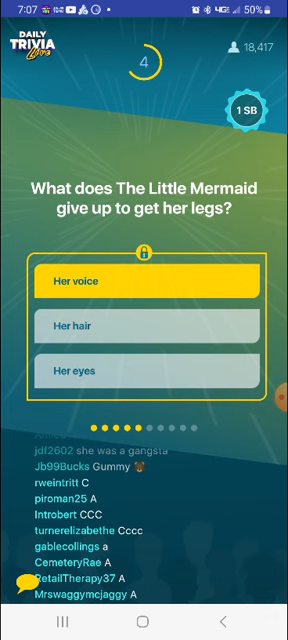 7:07
4G
50%
DAILY
TRIVIA
Live
4
18,417
1 SB
What does The Little Mermaid
give up to get her legs?
Her voice
Her hair
Her eyes
jdf2602 she was a gangsta
Jb99Bucks Gummy 🐻
rweintritt C
piroman25 A
Introbert CCC
turnerelizabethe Cccc
gablecollings a
CemeteryRae A
RetailTherapy37 A
Mrswaggymcjaggy A